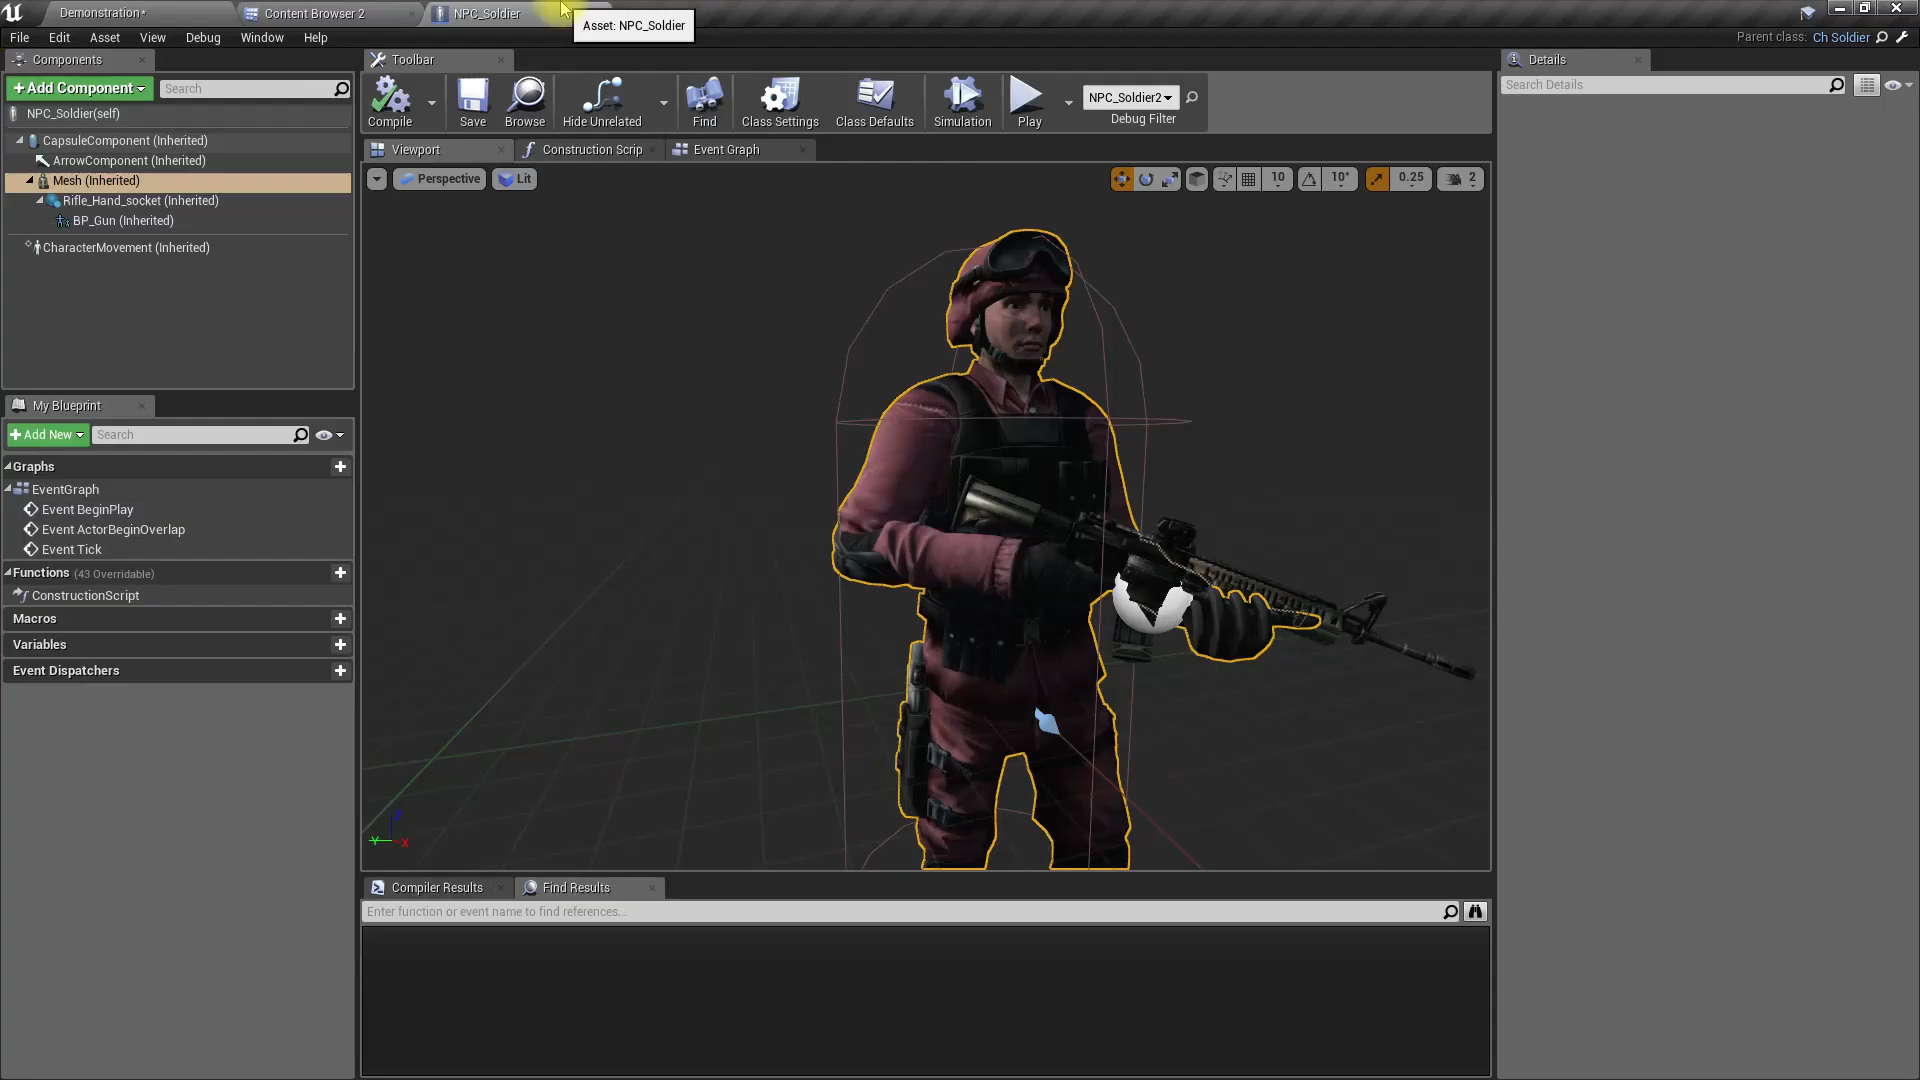 Demonstration*
Content Browser 2
NPC_Soldier
Asset: NPC_Soldier
File Edit Asset View Debug Window Help
Parent class: Ch Soldier
Components
Toolbar
Details
+Add Component
Search
Search Details
NPC_Soldier(self)
CapsuleComponent (Inherited)
ArrowComponent (Inherited)
Mesh (Inherited)
Rifle_Hand_socket (Inherited)
BP_Gun (Inherited)
CharacterMovement (Inherited)
Compile
Save
Browse
Hide Unrelated
Find
Class Settings
Class Defaults
Simulation
Play
NPC_Soldier2
Debug Filter
Viewport
Construction Scrip
Event Graph
Perspective
Lit
10
10°
0.25
2
My Blueprint
+Add New
Search
Graphs
EventGraph
Event BeginPlay
Event ActorBeginOverlap
Event Tick
Functions (43 Overridable)
ConstructionScript
Macros
Variables
Event Dispatchers
Z
Y
X
Compiler Results
Find Results
Enter function or event name to find references...